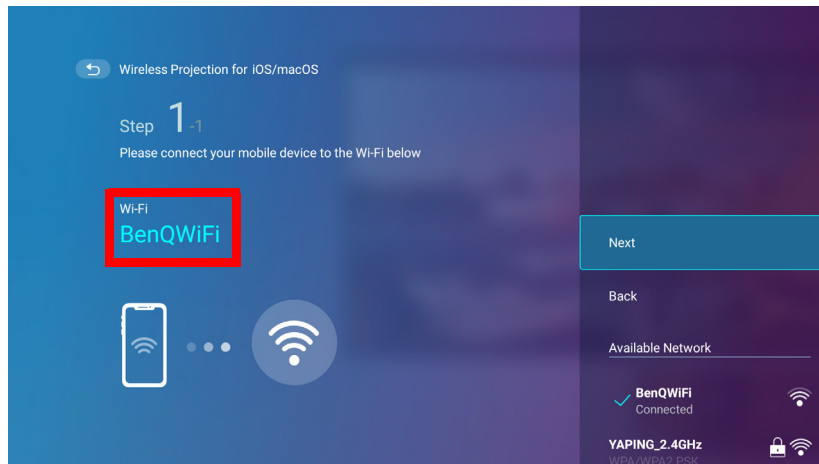 Wireless Projection for iOS/macOS
Step 1-1
Please connect your mobile device to the Wi-Fi below
Wi-Fi
BenQWiFi
Next
Back
Available Network
BenQWiFi
Connected
YAPING_2.4GHz
WPA/WPA2 PSK